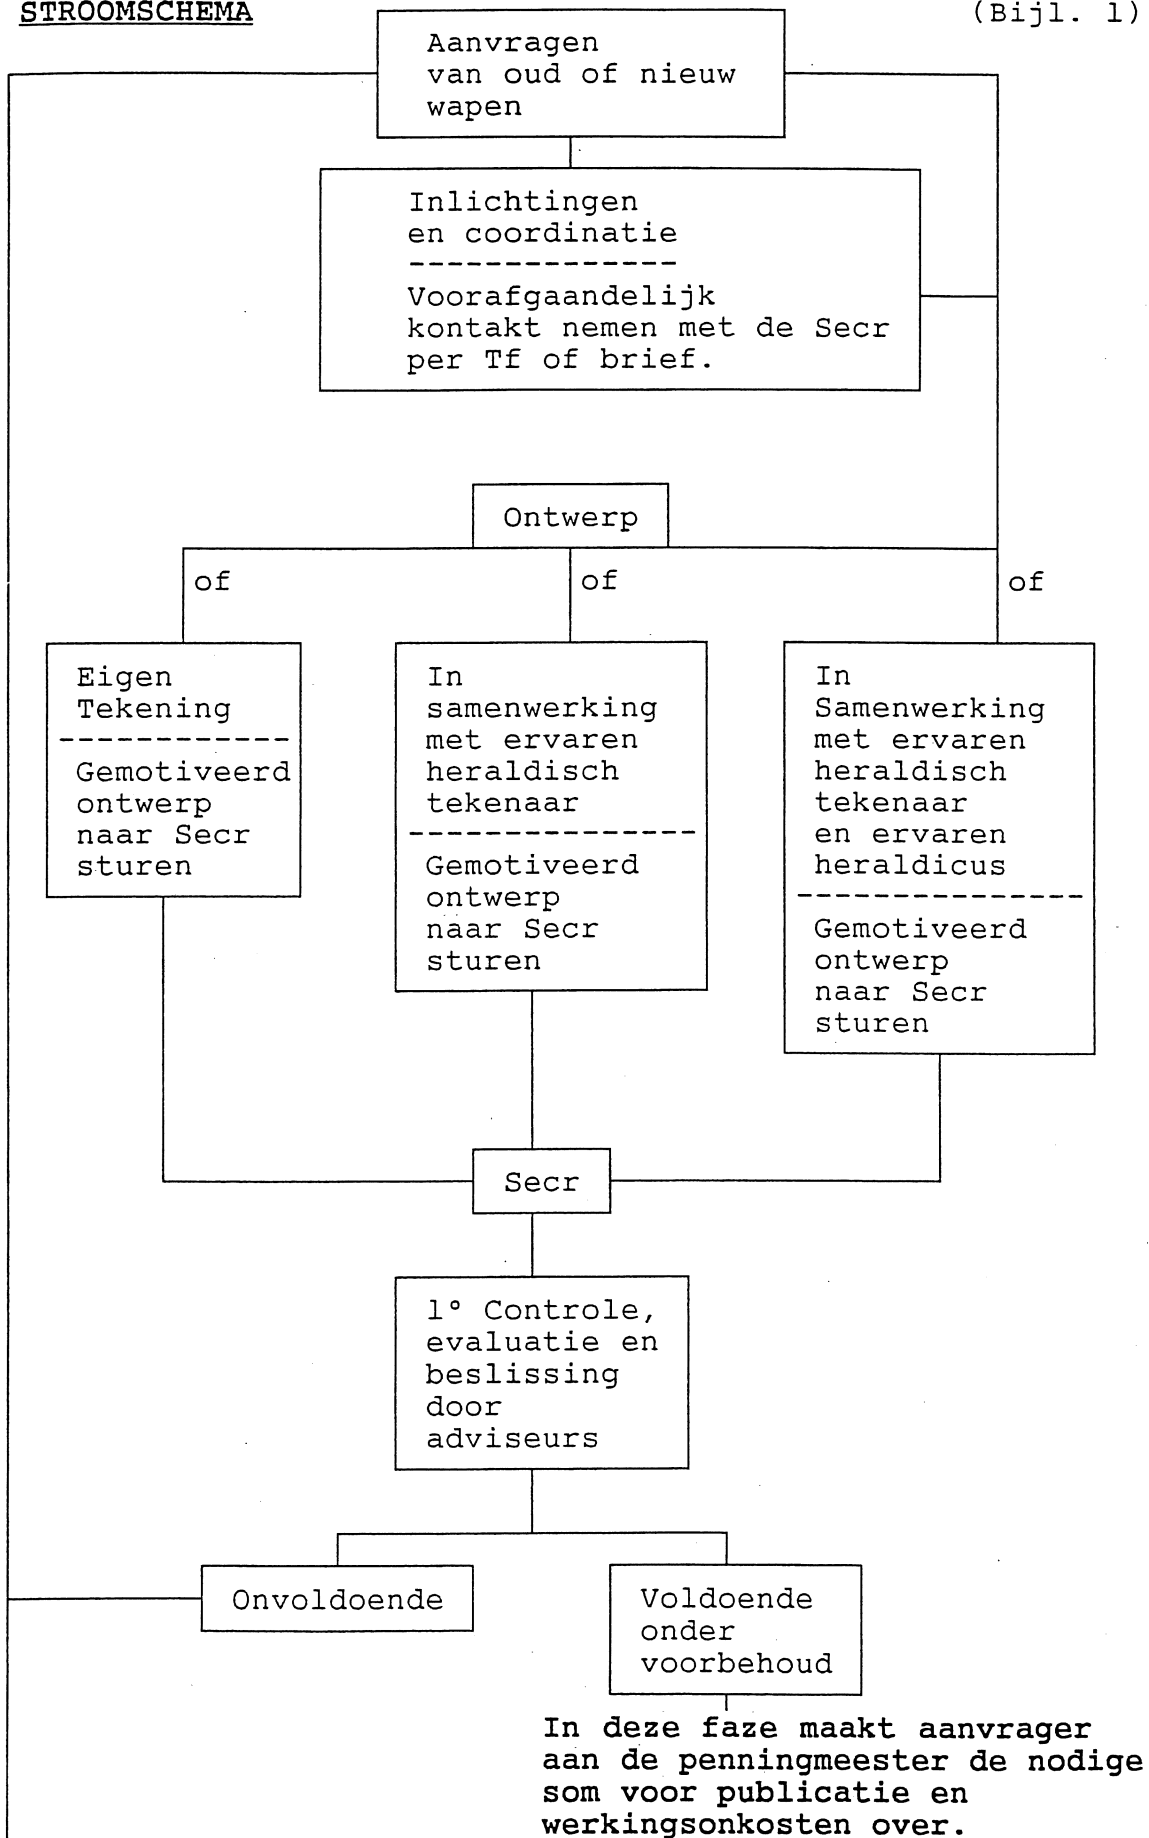 STROOMSCHEMA
(Bijl. 1)
Aanvragen
van oud of nieuw
wapen
Inlichtingen
en coordinatie
--------------
Voorafgaandelijk
kontakt nemen met de Secr
per Tf of brief.
Ontwerp
of
of
of
Eigen
Tekening
------------
Gemotiveerd
ontwerp
naar Secr
sturen
In
samenwerking
met ervaren
heraldisch
tekenaar
---------------
Gemotiveerd
ontwerp
naar Secr
sturen
In
Samenwerking
met ervaren
heraldisch
tekenaar
en ervaren
heraldicus
---------------
Gemotiveerd
ontwerp
naar Secr
sturen
Secr
1° Controle,
evaluatie en
beslissing
door
adviseurs
Onvoldoende
Voldoende
onder
voorbehoud
In deze faze maakt aanvrager
aan de penningmeester de nodige
som voor publicatie en
werkingsonkosten over.